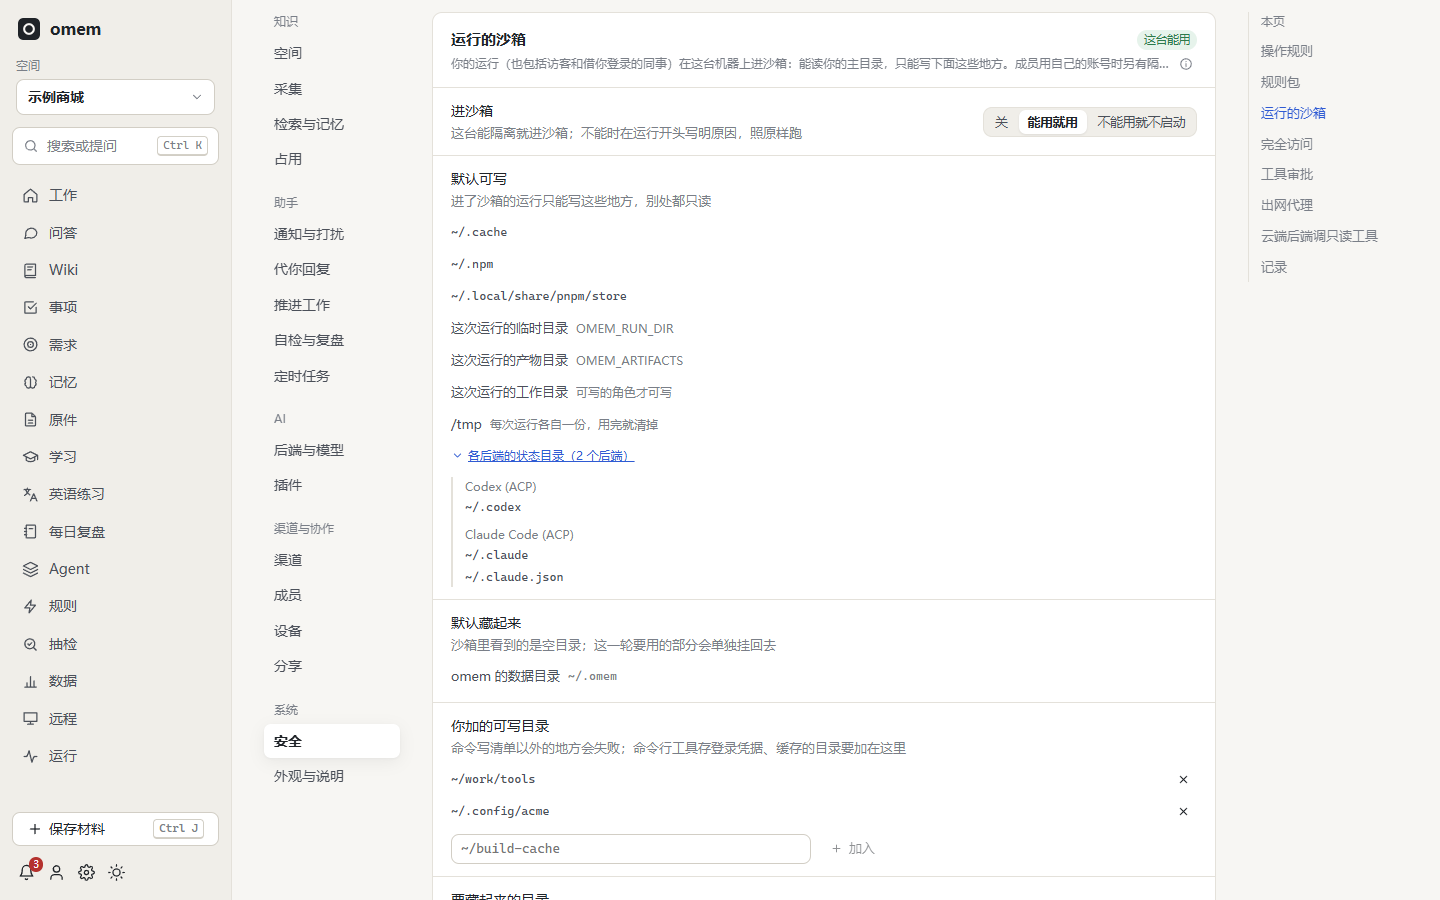 omem
空间
示例商城
搜索或提问 Ctrl K
工作
问答
Wiki
事项
需求
记忆
原件
学习
英语练习
每日复盘
Agent
规则
抽检
数据
远程
运行
保存材料 Ctrl J
3
知识
空间
采集
检索与记忆
占用
助手
通知与打扰
代你回复
推进工作
自检与复盘
定时任务
AI
后端与模型
插件
渠道与协作
渠道
成员
设备
分享
系统
安全
外观与说明
运行的沙箱 这台能用
你的运行（也包括访客和借你登录的同事）在这台机器上进沙箱：能读你的主目录，只能写下面这些地方。成员用自己的账号时另有隔…
进沙箱
这台能隔离就进沙箱；不能时在运行开头写明原因，照原样跑
关 能用就用 不能用就不启动
默认可写
进了沙箱的运行只能写这些地方，别处都只读
~/.cache
~/.npm
~/.local/share/pnpm/store
这次运行的临时目录 OMEM_RUN_DIR
这次运行的产物目录 OMEM_ARTIFACTS
这次运行的工作目录 可写的角色才可写
/tmp 每次运行各自一份，用完就清掉
各后端的状态目录（2 个后端）
Codex (ACP)
~/.codex
Claude Code (ACP)
~/.claude
~/.claude.json
默认藏起来
沙箱里看到的是空目录；这一轮要用的部分会单独挂回去
omem 的数据目录 ~/.omem
你加的可写目录
命令写清单以外的地方会失败；命令行工具存登录凭据、缓存的目录要加在这里
~/work/tools
~/.config/acme
~/build-cache + 加入
要藏起来的目录
本页
操作规则
规则包
运行的沙箱
完全访问
工具审批
出网代理
云端后端调只读工具
记录